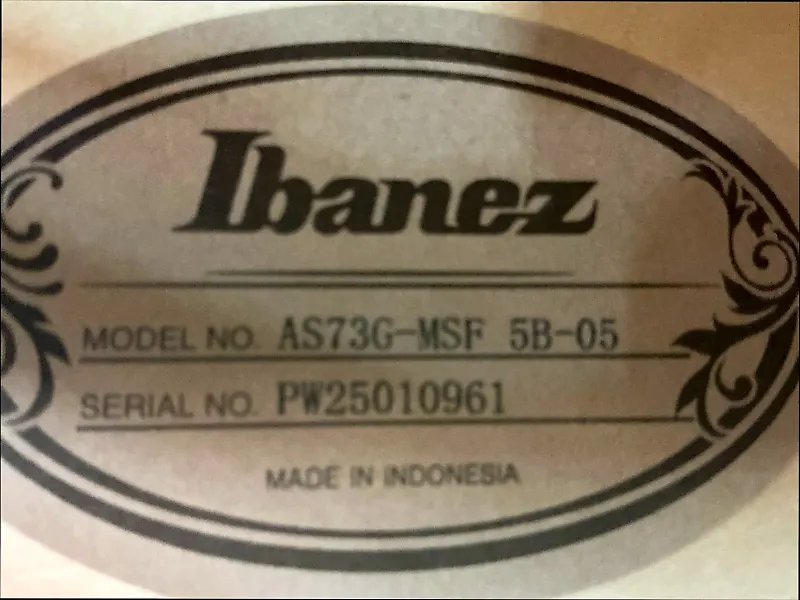 Ibanez
MODEL NO. AS73G-MSF 5B-05
SERIAL NO. PW25010961
MADE IN INDONESIA